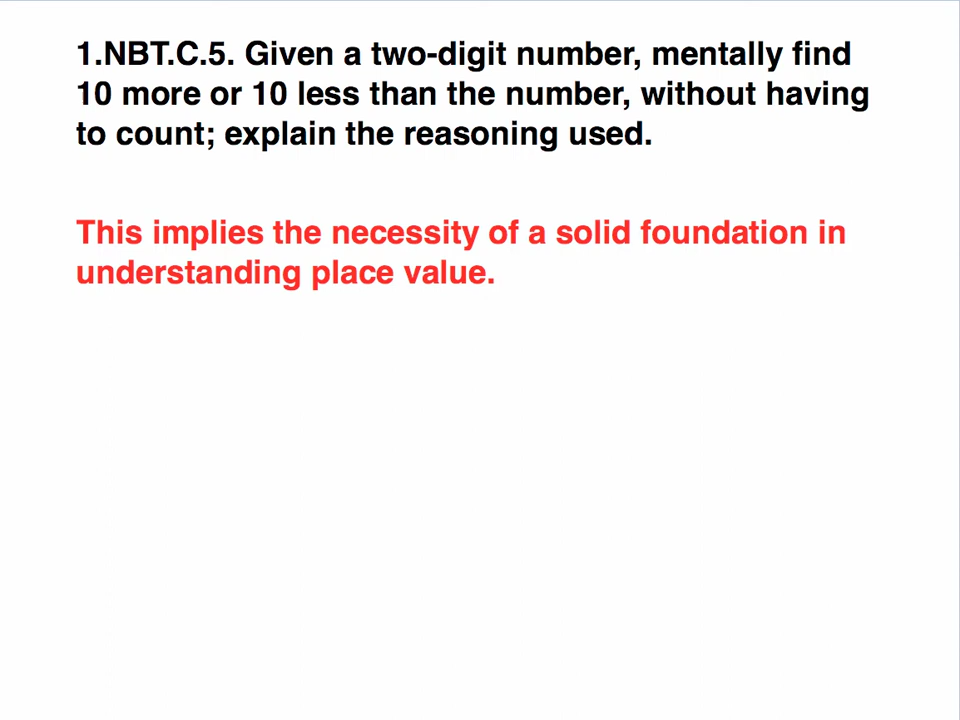 1.NBT.C.5. Given a two-digit number, mentally find
10 more or 10 less than the number, without having
to count; explain the reasoning used.
This implies the necessity of a solid foundation in
understanding place value.